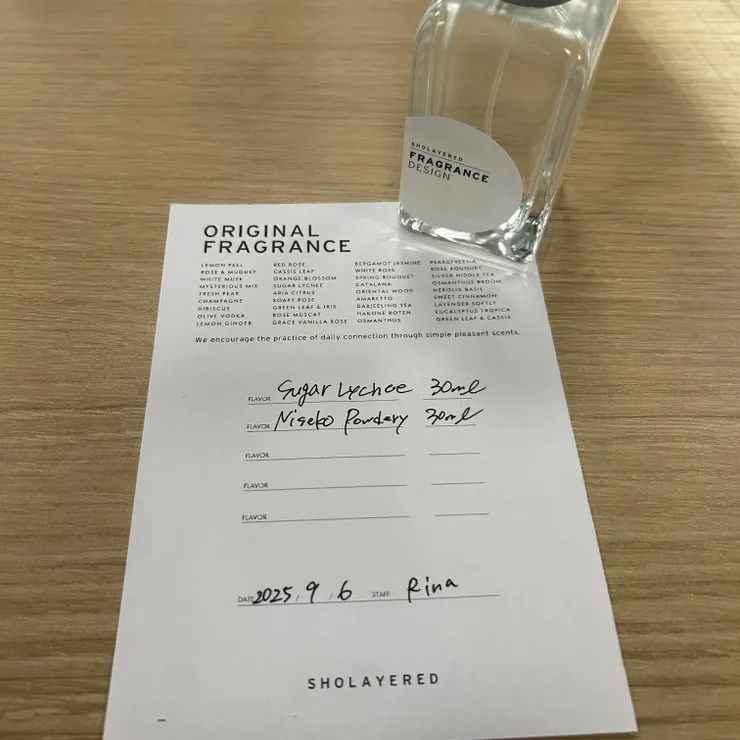 SHOLAYERED
FRAGRANCE
DESIGN
ORIGINAL
FRAGRANCE
LEMON PEEL
ROSE & MUGUET
WHITE MUSK
MYSTERIOUS MIX
FRESH PEAR
CHAMPAGNE
HIBISCUS
OLIVE VODKA
LEMON GINGER
RED ROSE
CASSIS LEAF
ORANGE BLOSSOM
SUGAR LYCHEE
ARIA CITRUS
SOAPY ROSE
GREEN LEAF & IRIS
ROSE MUSCAT
GRACE VANILLA ROSE
BERGAMOT JASMINE
WHITE ROSE
SPRING BOUQUET
CATALANA
ORIENTAL WOOD
AMARETTO
DARJEELING TEA
HAKONE ROTEN
OSMANTHUS
ROSE BOUQUET
SILVER NIDDLE TEA
OSMANTHUS BROOM
NEROLIA BASIL
SWEET CINNAMON
LAVENDER SOFTLY
EUCALYPTUS TROPICA
GREEN LEAF & CASSIS
We encourage the practice of daily connection through simple pleasant scents.
FLAVOR Sugar Lychee 30ml
FLAVOR Niseko Powdery 30ml
FLAVOR
FLAVOR
FLAVOR
DATE 2025, 9, 6 STAFF Rina
SHOLAYERED